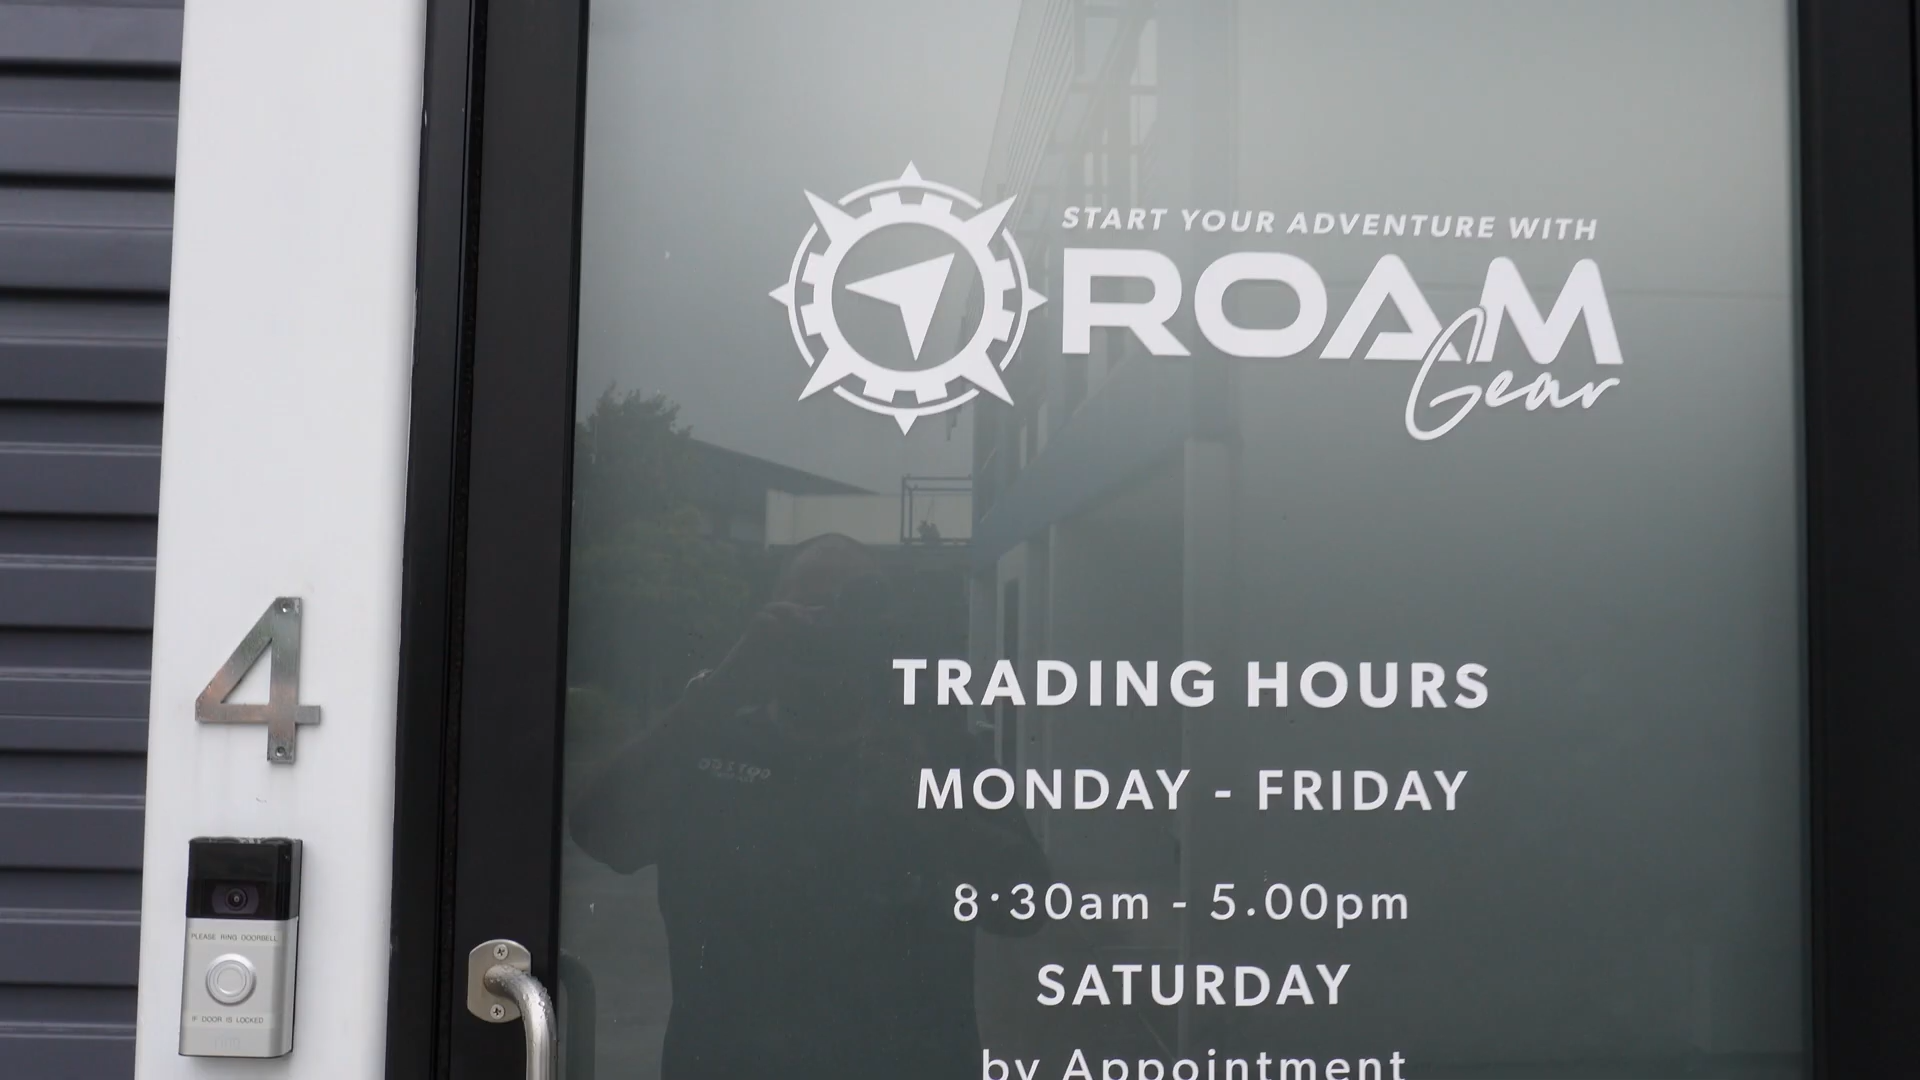 START YOUR ADVENTURE WITH
ROAM
Gear
TRADING HOURS
MONDAY - FRIDAY
8·30am - 5.00pm
SATURDAY
by Appointment
4
PLEASE RING DOORBELL
IF DOOR IS LOCKED
ring